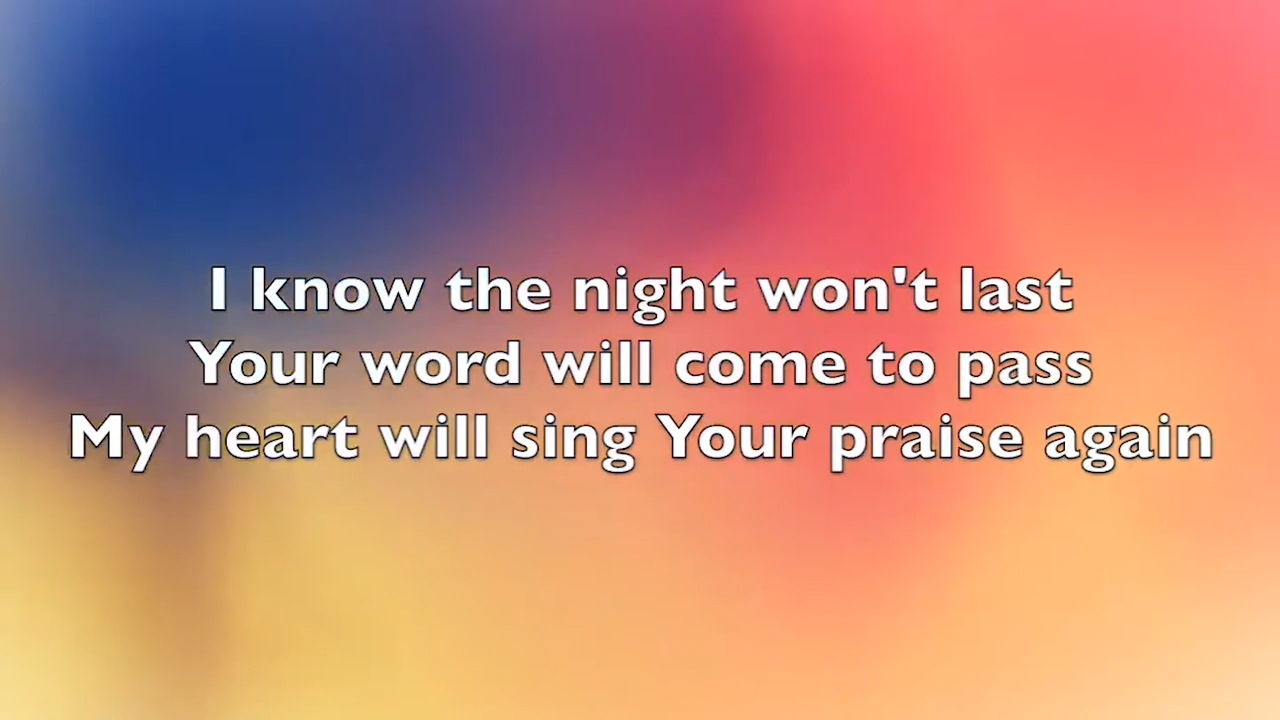 I know the night won't last
Your word will come to pass
My heart will sing Your praise again